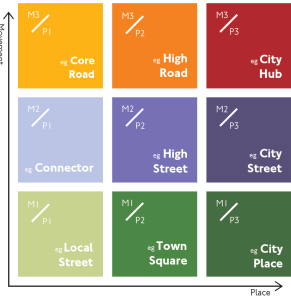 Movement
M3
P1
eg Core
Road
M3
P2
eg High
Road
M3
P3
eg City
Hub
M2
P1
eg Connector
M2
P2
eg High
Street
M2
P3
eg City
Street
M1
P1
eg Local
Street
M1
P2
eg Town
Square
M1
P3
eg City
Place
Place